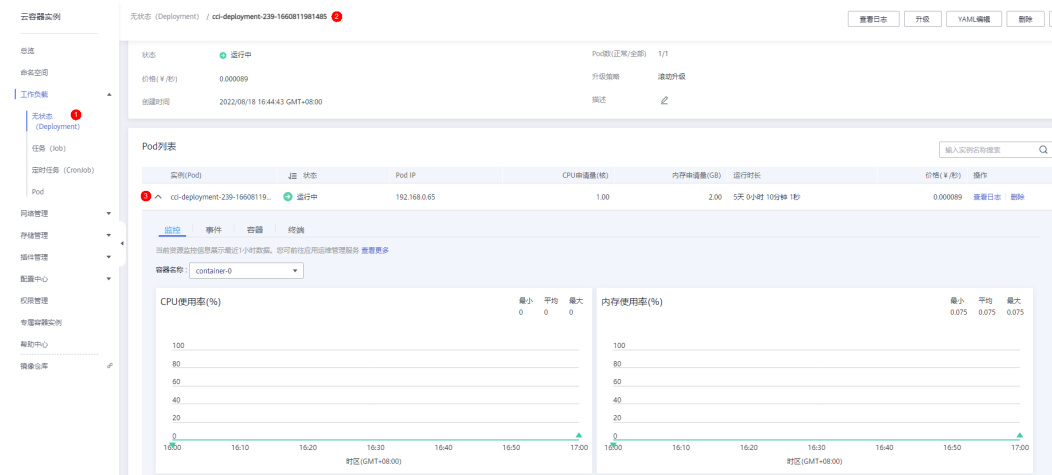 云容器实例
无状态（Deployment） / cci-deployment-239-1660811981485 2
查看日志 升级 YAML编辑 删除
总览
命名空间
工作负载
无状态（Deployment） 1
任务（Job）
定时任务（CronJob）
Pod
网络管理
存储管理
插件管理
配置中心
权限管理
专属容器实例
帮助中心
镜像仓库
状态 运行中 Pod数(正常/全部) 1/1
价格(￥/秒) 0.000089 升级策略 滚动升级
创建时间 2022/08/18 16:44:43 GMT+08:00 描述
Pod列表
输入实例名称搜索
实例(Pod) 状态 Pod IP CPU申请量(核) 内存申请量(GB) 运行时长 价格(￥/秒) 操作
3 cci-deployment-239-16608119... 运行中 192.168.0.65 1.00 2.00 5天 0小时 10分钟 1秒 0.000089 查看日志 删除
监控 事件 容器 终端
当前资源监控信息展示最近1小时数据。您可前往应用运维管理服务 查看更多
容器名称： container-0
CPU使用率(%) 最小 平均 最大
0 0 0
100
80
60
40
20
0
16:00 16:10 16:20 16:30 16:40 16:50 17:00
时区(GMT+08:00)
内存使用率(%) 最小 平均 最大
0.075 0.075 0.075
100
80
60
40
20
0
16:00 16:10 16:20 16:30 16:40 16:50 17:00
时区(GMT+08:00)